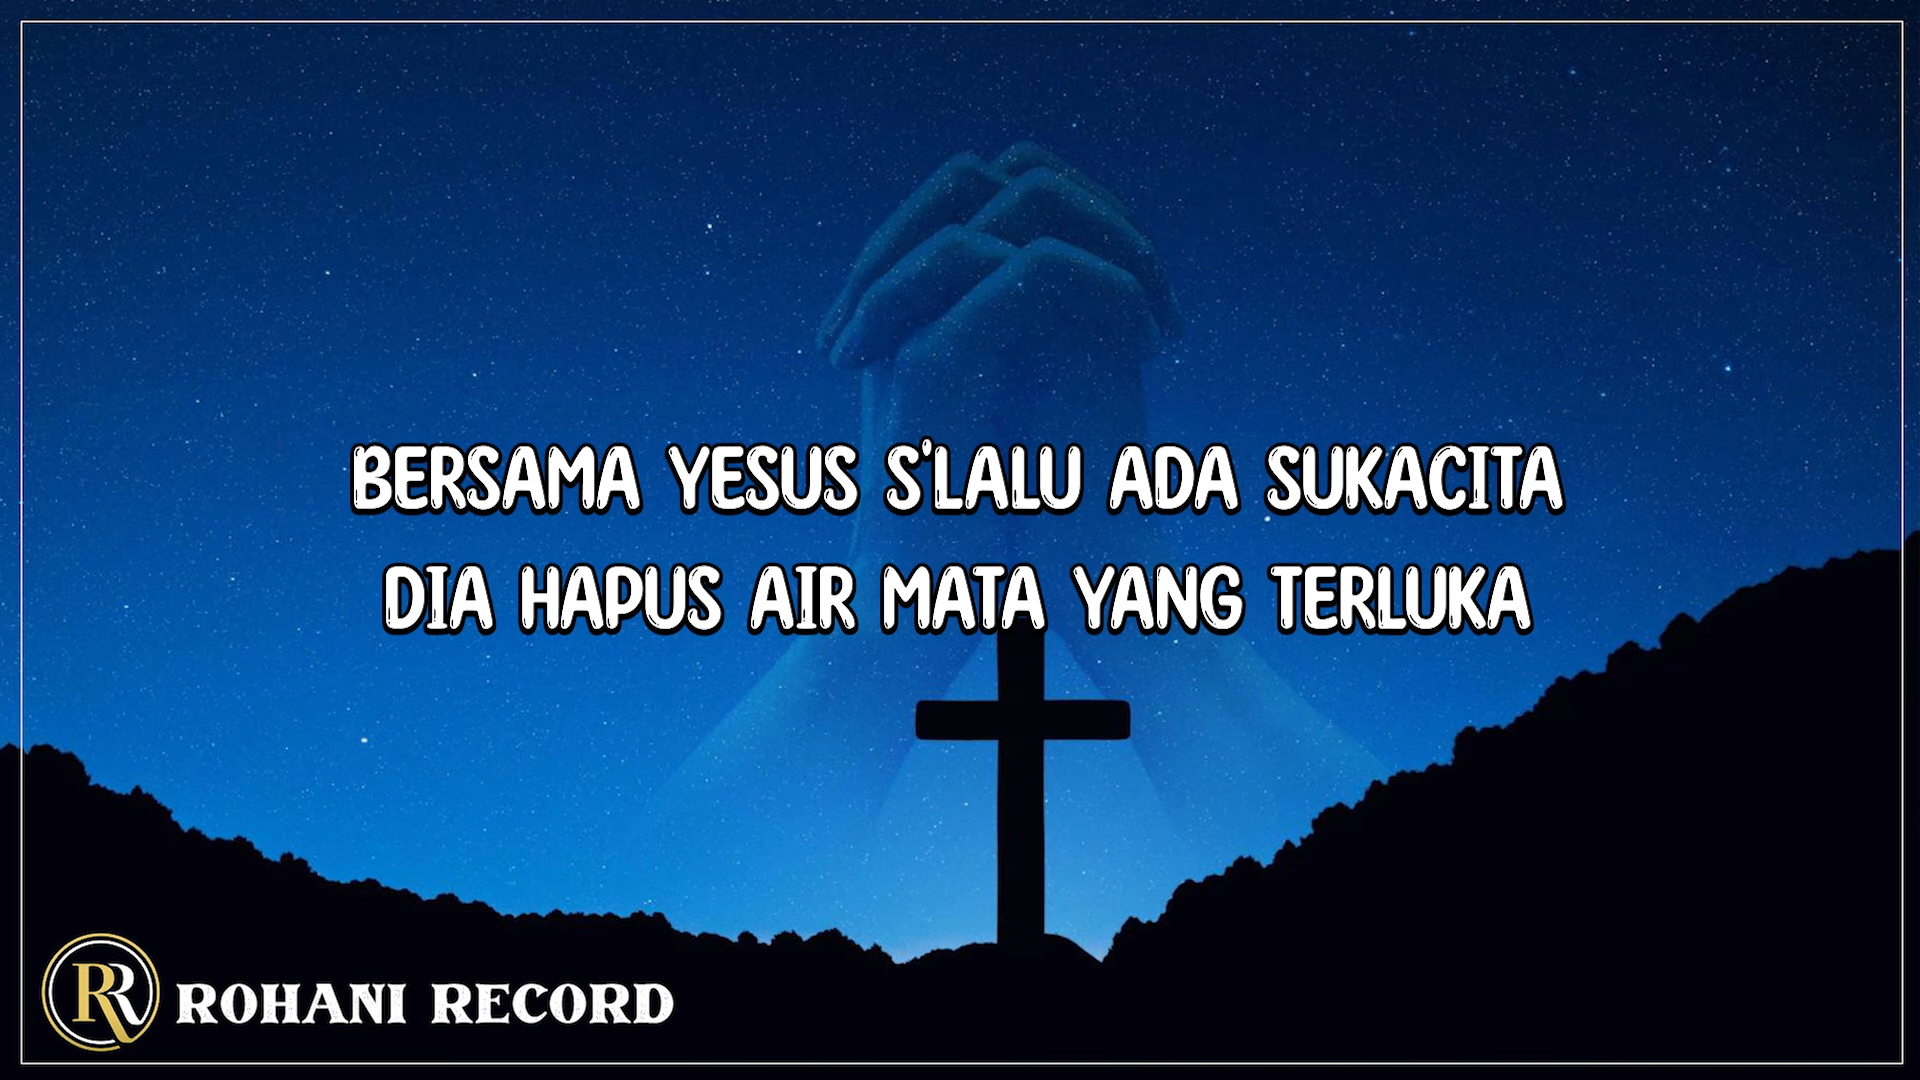 BERSAMA YESUS S'LALU ADA SUKACITA
DIA HAPUS AIR MATA YANG TERLUKA
RR ROHANI RECORD